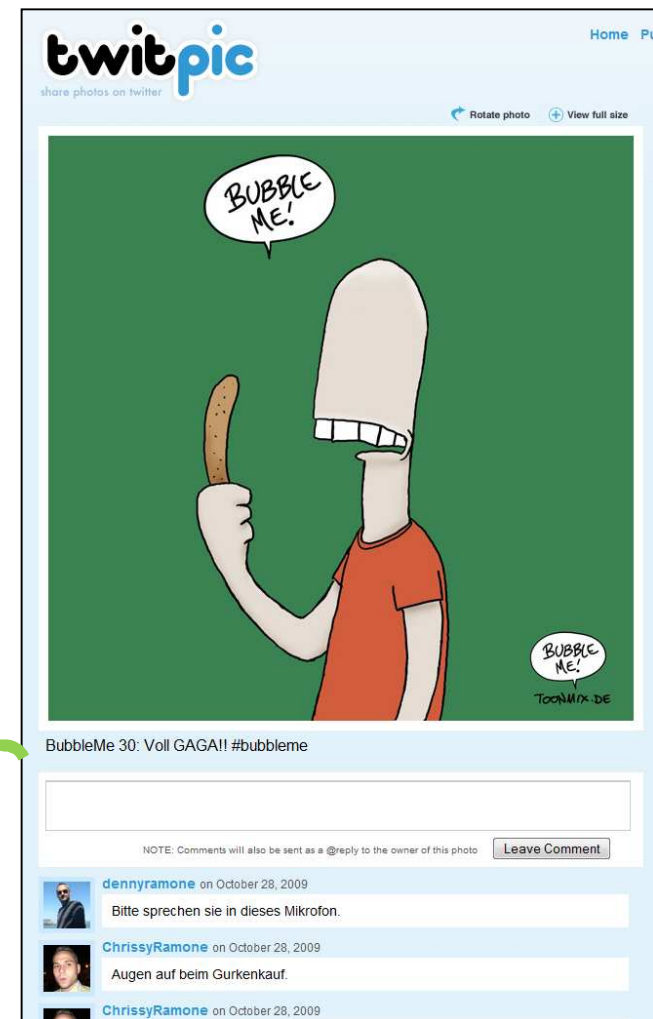 twitpic
share photos on twitter
Home
Rotate photo
View full size
BUBBLE
ME!
BUBBLE
ME!
TOONMIX.DE
BubbleMe 30: Voll GAGA!! #bubbleme
NOTE: Comments will also be sent as a @reply to the owner of this photo
Leave Comment
dennyramone on October 28, 2009
Bitte sprechen sie in dieses Mikrofon.
ChrissyRamone on October 28, 2009
Augen auf beim Gurkenkauf.
ChrissyRamone on October 28, 2009